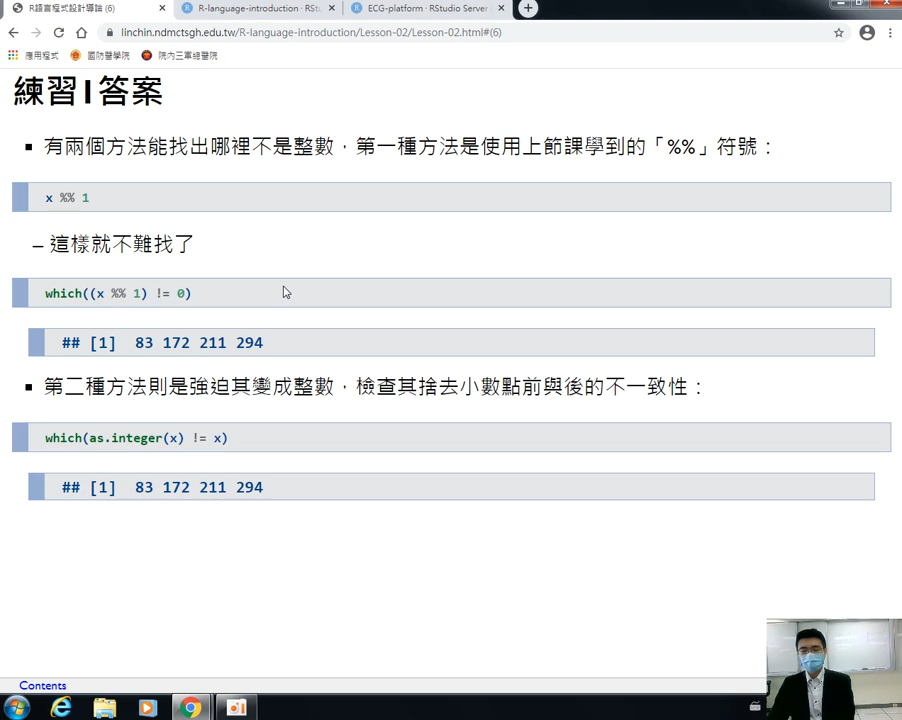 R語言程式設計導論 (6)
R-language-introduction · RSt
ECG-platform · RStudio Server
linchin.ndmctsgh.edu.tw/R-language-introduction/Lesson-02/Lesson-02.html#(6)
應用程式 國防醫學院 院內三軍總醫院
練習1答案
有兩個方法能找出哪裡不是整數，第一種方法是使用上節課學到的「%%」符號：
x %% 1
– 這樣就不難找了
which((x %% 1) != 0)
## [1]  83 172 211 294
第二種方法則是強迫其變成整數，檢查其捨去小數點前與後的不一致性：
which(as.integer(x) != x)
## [1]  83 172 211 294
Contents